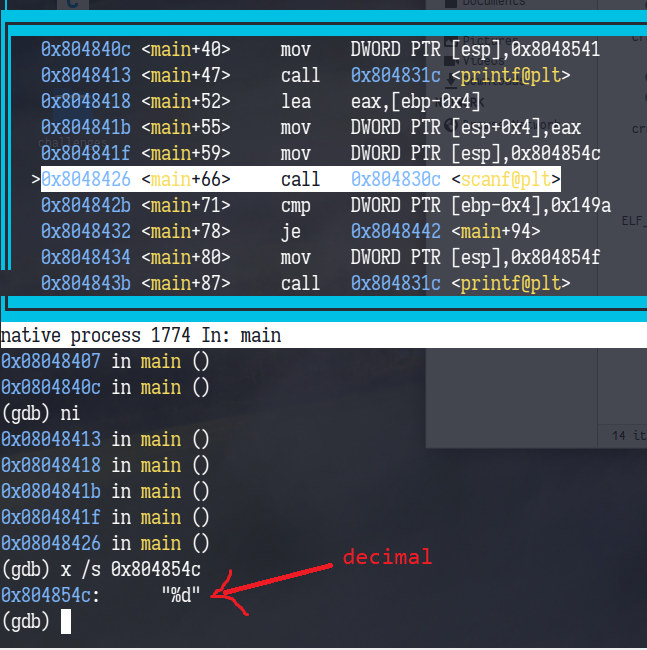 Documents
0x804840c <main+40> mov DWORD PTR [esp],0x8048541
0x8048413 <main+47> call 0x804831c <printf@plt>
0x8048418 <main+52> lea eax,[ebp-0x4]
0x804841b <main+55> mov DWORD PTR [esp+0x4],eax
0x804841f <main+59> mov DWORD PTR [esp],0x804854c
>0x8048426 <main+66> call 0x804830c <scanf@plt>
0x804842b <main+71> cmp DWORD PTR [ebp-0x4],0x149a
0x8048432 <main+78> je 0x8048442 <main+94>
0x8048434 <main+80> mov DWORD PTR [esp],0x804854f
0x804843b <main+87> call 0x804831c <printf@plt>
native process 1774 In: main
0x08048407 in main ()
0x0804840c in main ()
(gdb) ni
0x08048413 in main ()
0x08048418 in main ()
0x0804841b in main ()
0x0804841f in main ()
0x08048426 in main ()
(gdb) x /s 0x804854c
0x804854c: "%d"
(gdb)
decimal
ELF_
14 it